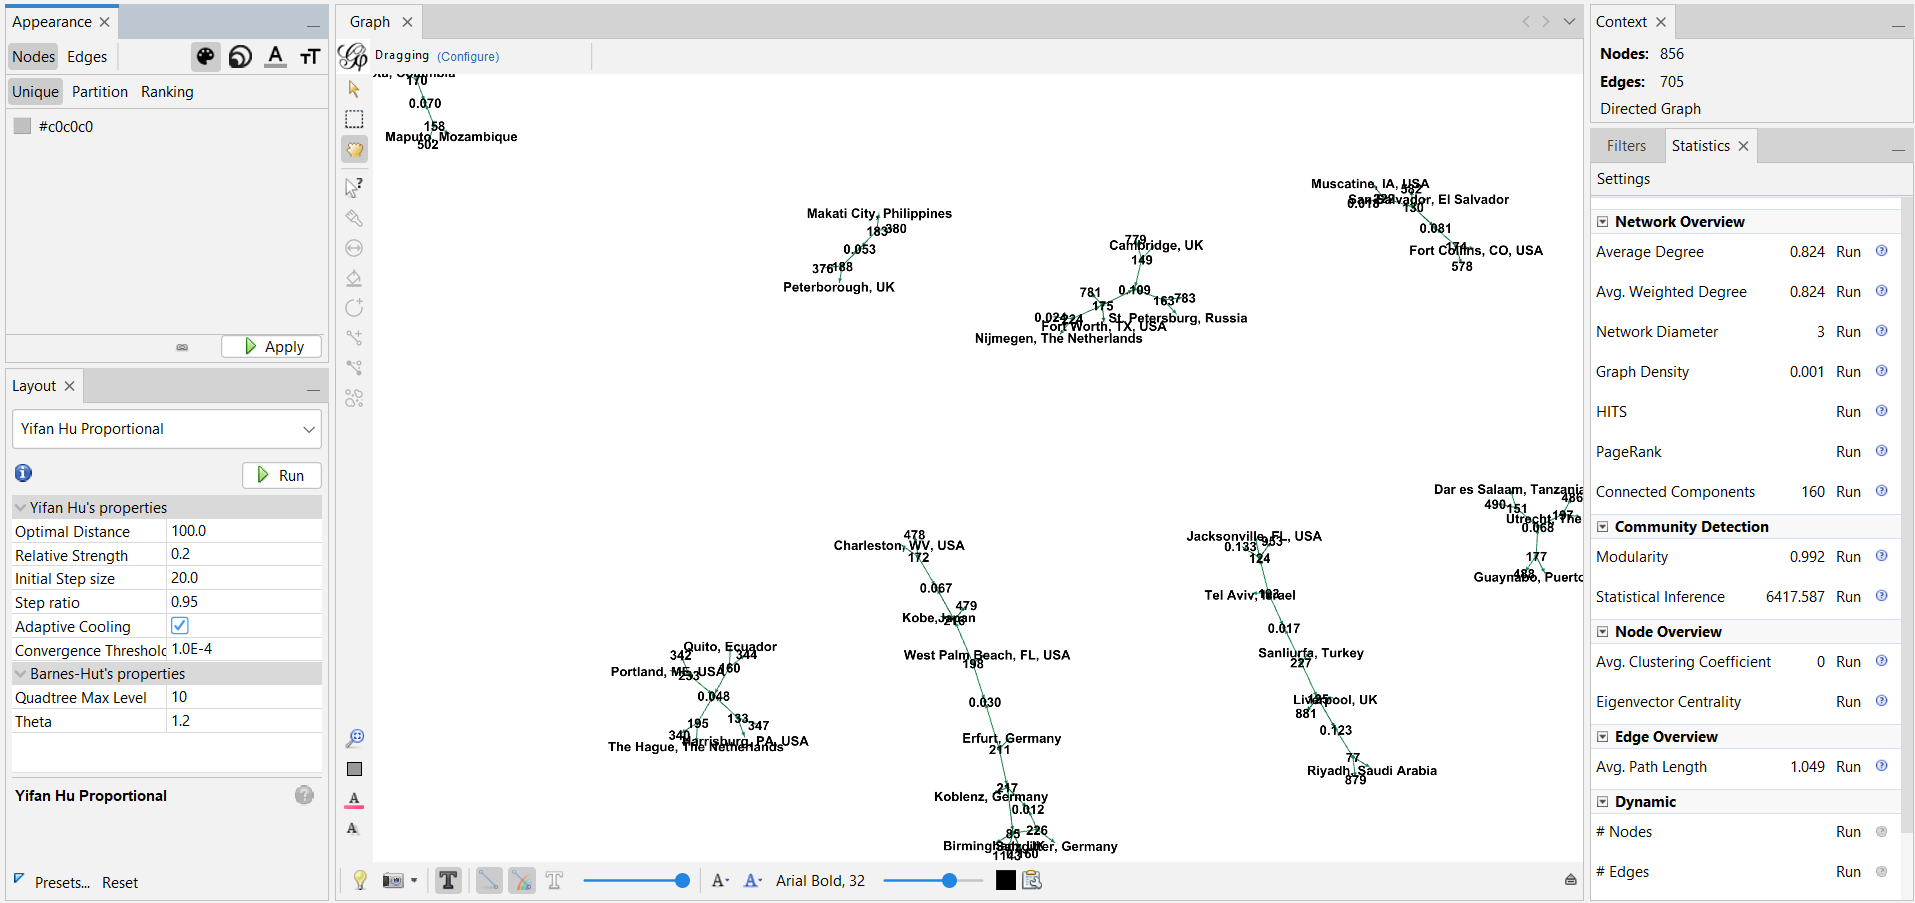 Appearance
Nodes Edges
Unique Partition Ranking
#c0c0c0
Apply
Layout
Yifan Hu Proportional
Run
Yifan Hu's properties
Optimal Distance 100.0
Relative Strength 0.2
Initial Step size 20.0
Step ratio 0.95
Adaptive Cooling
Convergence Threshold 1.0E-4
Barnes-Hut's properties
Quadtree Max Level 10
Theta 1.2
Yifan Hu Proportional
Presets... Reset
Graph
Dragging (Configure)
170
0.070
158
Maputo, Mozambique
502
Makati City, Philippines
183 380
0.053
376 188
Peterborough, UK
779
Cambridge, UK
149
781 0.109 163 783
175
0.024 224 St. Petersburg, Russia
Fort Worth, TX, USA
Nijmegen, The Netherlands
Muscatine, IA, USA
582
San Salvador, El Salvador
0.018 222 130
0.081
174
Fort Collins, CO, USA
578
Dar es Salaam, Tanzania
490 151 486
197
Utrecht, The
0.068
177
488
Guaynabo, Puerto
478
Charleston, WV, USA
172
0.067
479
Kobe, Japan
216
West Palm Beach, FL, USA
198
0.030
Erfurt, Germany
211
217
Koblenz, Germany
0.012
85 226
Birmingham, UK
Germany
1143
Jacksonville, FL, USA
0.133 953
124
Tel Aviv, Israel
193
0.017
Sanliurfa, Turkey
227
Liverpool, UK
125
881
0.123
77
Riyadh, Saudi Arabia
879
Quito, Ecuador
342 344
Portland, ME, USA 160
233
0.048
195 133 347
340
Harrisburg, PA, USA
The Hague, The Netherlands
Arial Bold, 32
Context
Nodes: 856
Edges: 705
Directed Graph
Filters Statistics
Settings
Network Overview
Average Degree 0.824 Run
Avg. Weighted Degree 0.824 Run
Network Diameter 3 Run
Graph Density 0.001 Run
HITS Run
PageRank Run
Connected Components 160 Run
Community Detection
Modularity 0.992 Run
Statistical Inference 6417.587 Run
Node Overview
Avg. Clustering Coefficient 0 Run
Eigenvector Centrality Run
Edge Overview
Avg. Path Length 1.049 Run
Dynamic
# Nodes Run
# Edges Run